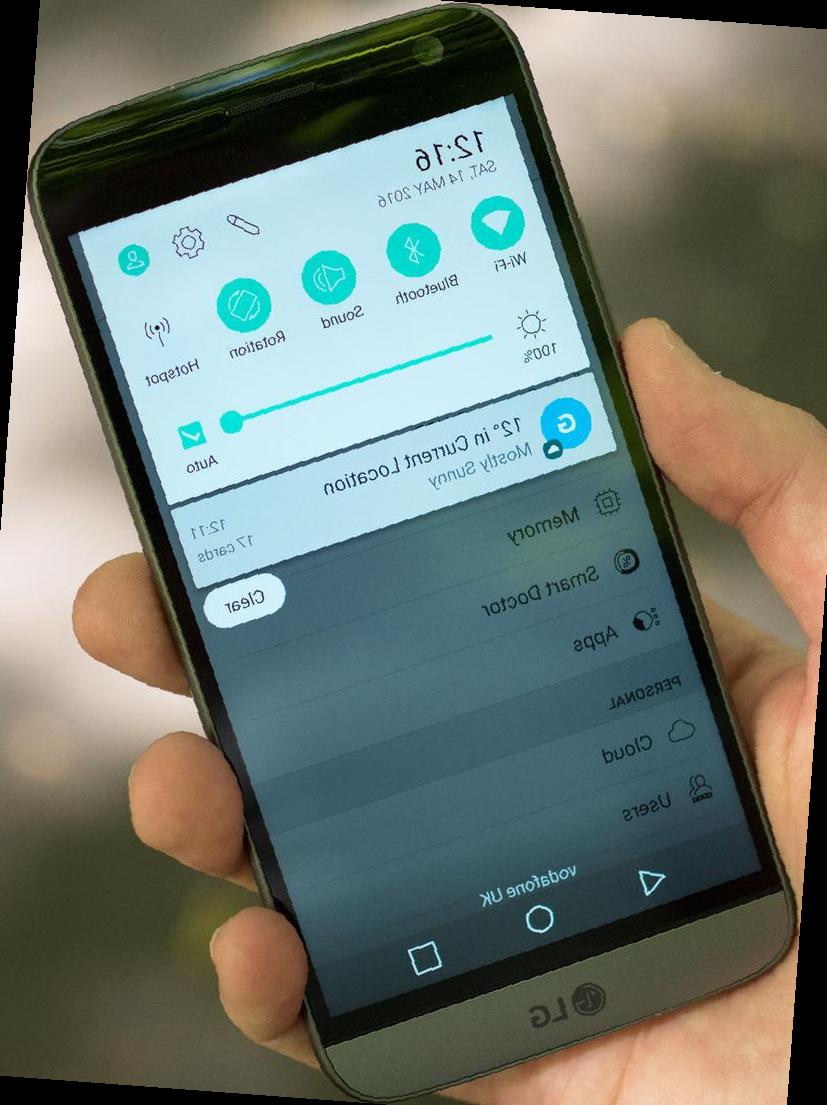 12:16
SAT, 14 MAY 2016
Wi-Fi
Bluetooth
Sound
Rotation
Hotspot
100%
Auto
G
12° in Current Location
12:11
Mostly Sunny
17 cards
Memory
Clear
Smart Doctor
Apps
PERSONAL
Cloud
Users
vodafone UK
LG